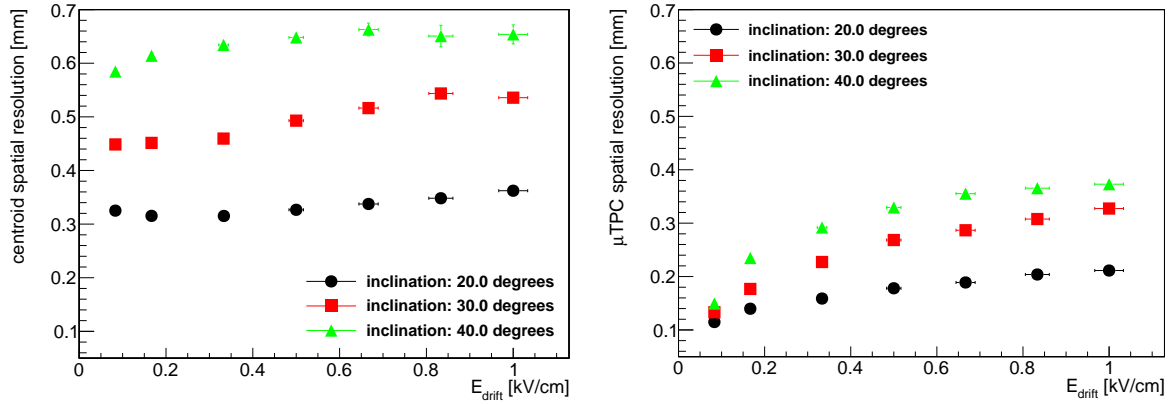 centroid spatial resolution [mm]
0.7
0.6
0.5
0.4
0.3
0.2
0.1
inclination: 20.0 degrees
inclination: 30.0 degrees
inclination: 40.0 degrees
0 0.2 0.4 0.6 0.8 1
E_drift [kV/cm]
μTPC spatial resolution [mm]
0.7
0.6
0.5
0.4
0.3
0.2
0.1
inclination: 20.0 degrees
inclination: 30.0 degrees
inclination: 40.0 degrees
0 0.2 0.4 0.6 0.8 1
E_drift [kV/cm]